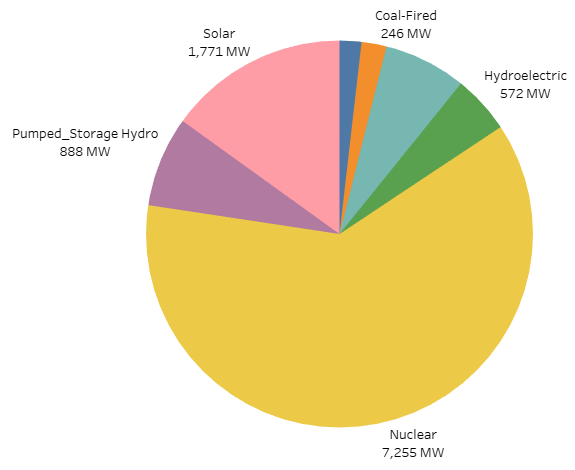 Coal-Fired
246 MW
Solar
1,771 MW
Hydroelectric
572 MW
Pumped_Storage Hydro
888 MW
Nuclear
7,255 MW